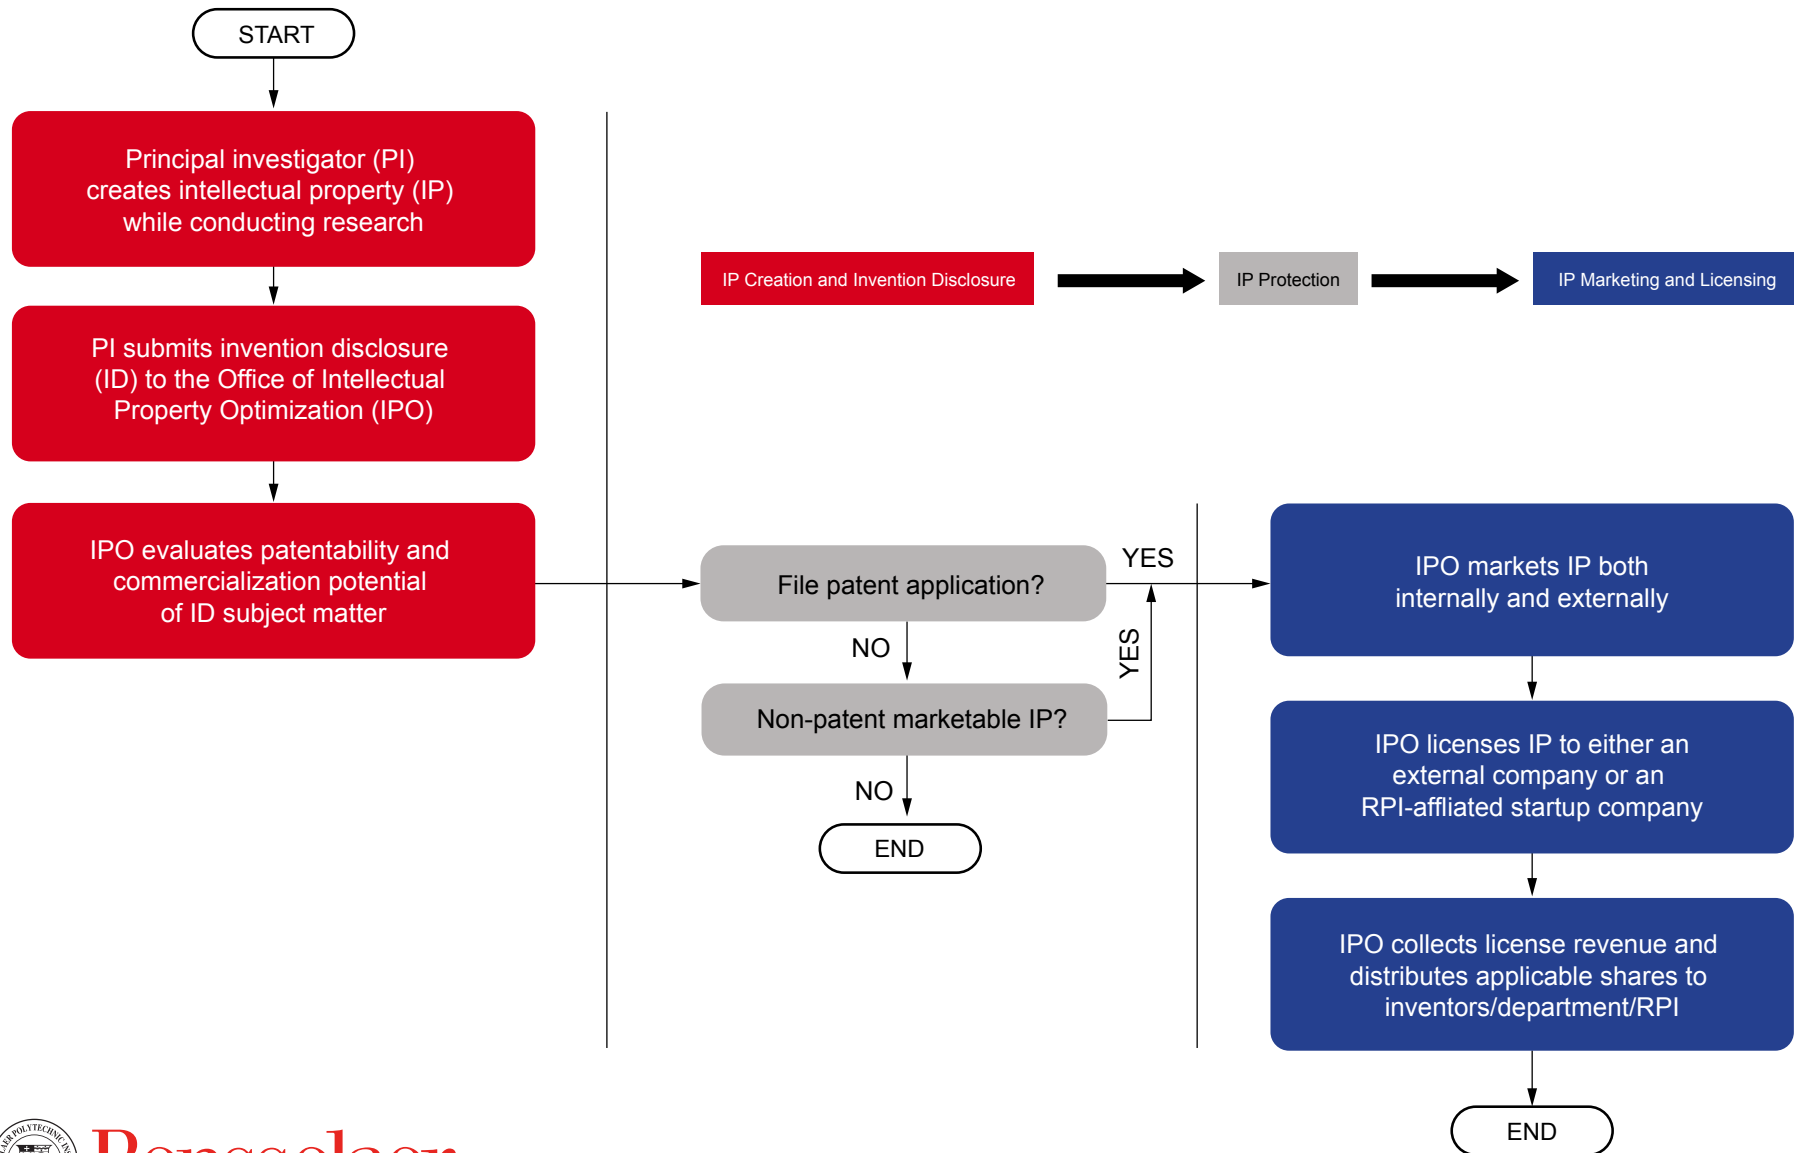 START
Principal investigator (PI)
creates intellectual property (IP)
while conducting research
PI submits invention disclosure
(ID) to the Office of Intellectual
Property Optimization (IPO)
IPO evaluates patentability and
commercialization potential
of ID subject matter
IP Creation and Invention Disclosure
IP Protection
IP Marketing and Licensing
File patent application?
YES
NO
YES
Non-patent marketable IP?
NO
END
IPO markets IP both
internally and externally
IPO licenses IP to either an
external company or an
RPI-affliated startup company
IPO collects license revenue and
distributes applicable shares to
inventors/department/RPI
END
POLYTECHNIC
Rensselaer